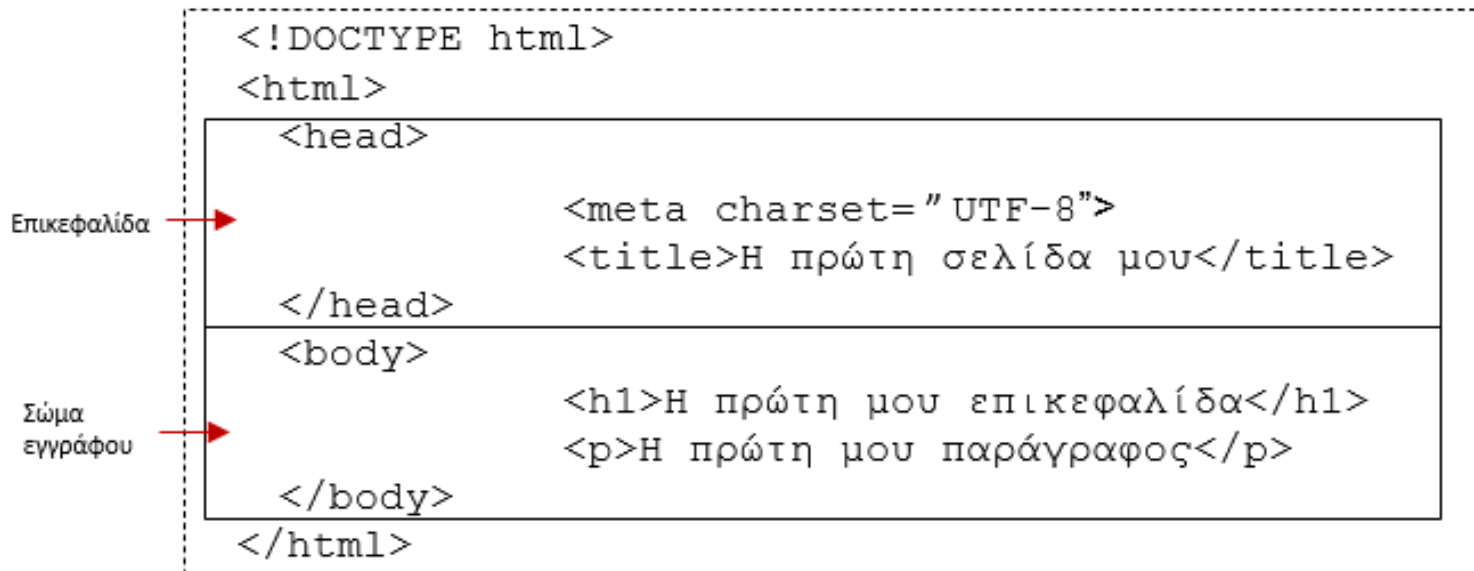 <!DOCTYPE html>
<html>
<head>
Επικεφαλίδα
<meta charset="UTF-8”>
<title>Η πρώτη σελίδα μου</title>
</head>
<body>
Σώμα
εγγράφου
<h1>Η πρώτη μου επικεφαλίδα</h1>
<p>Η πρώτη μου παράγραφος</p>
</body>
</html>